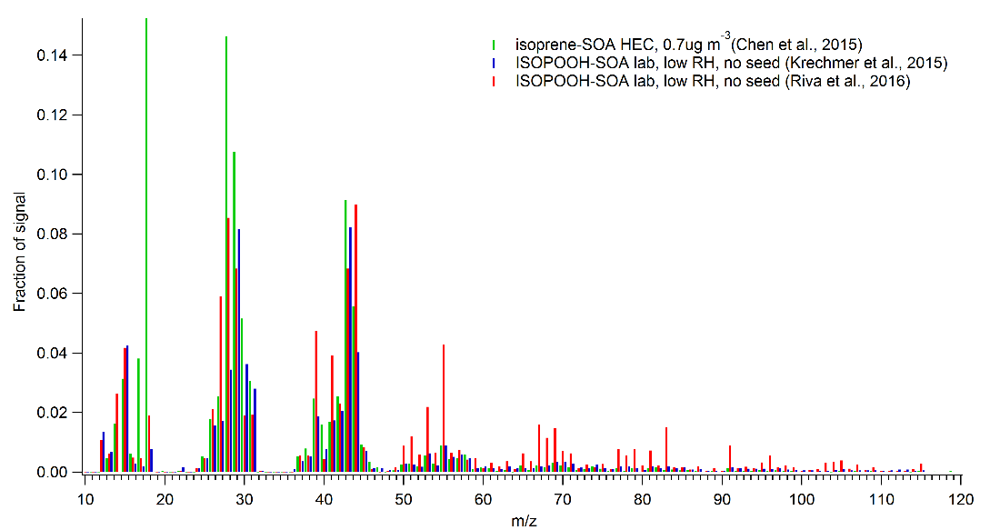 isoprene-SOA HEC, 0.7ug m-3(Chen et al., 2015)
ISOPOOH-SOA lab, low RH, no seed (Krechmer et al., 2015)
ISOPOOH-SOA lab, low RH, no seed (Riva et al., 2016)
Fraction of signal
0.14
0.12
0.10
0.08
0.06
0.04
0.02
0.00
10 20 30 40 50 60 70 80 90 100 110 120
m/z